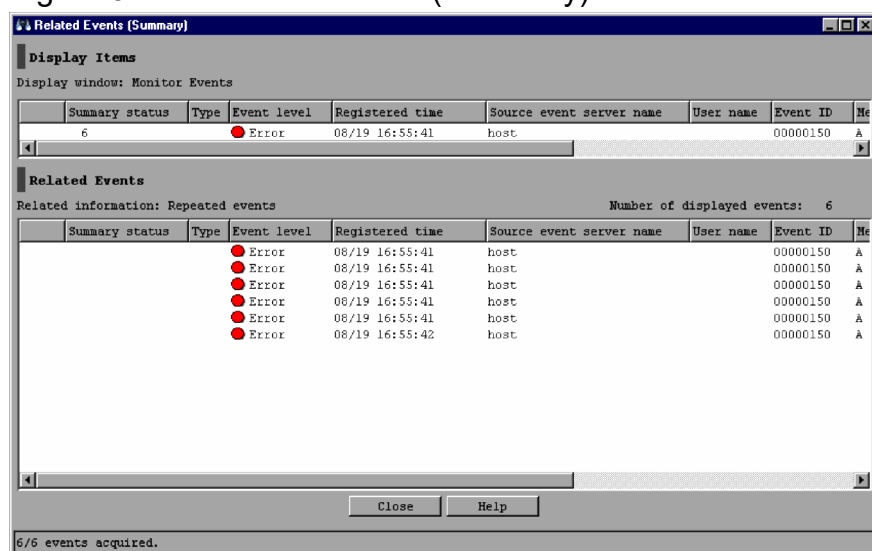 Related Events (Summary)
Display Items
Display window: Monitor Events
Summary status Type Event level Registered time Source event server name User name Event ID Me
6 Error 08/19 16:55:41 host 00000150 A
Related Events
Related information: Repeated events Number of displayed events: 6
Summary status Type Event level Registered time Source event server name User name Event ID Me
Error 08/19 16:55:41 host 00000150 A
Error 08/19 16:55:41 host 00000150 A
Error 08/19 16:55:41 host 00000150 A
Error 08/19 16:55:41 host 00000150 A
Error 08/19 16:55:41 host 00000150 A
Error 08/19 16:55:42 host 00000150 A
Close Help
6/6 events acquired.